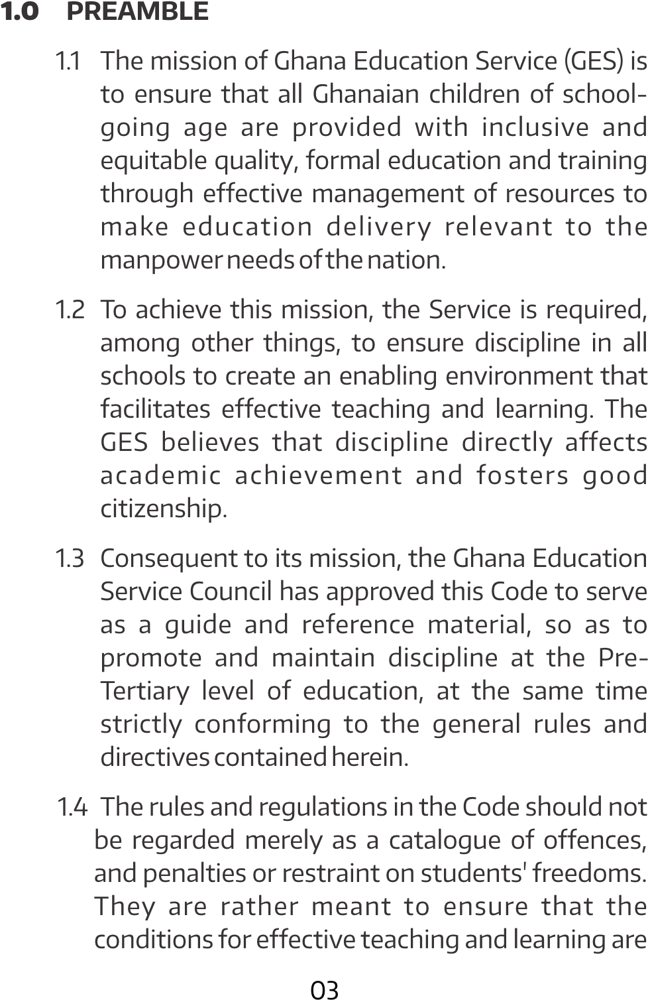 1.0 PREAMBLE
1.1 The mission of Ghana Education Service (GES) is
to ensure that all Ghanaian children of school-
going age are provided with inclusive and
equitable quality, formal education and training
through effective management of resources to
make education delivery relevant to the
manpower needs of the nation.
1.2 To achieve this mission, the Service is required,
among other things, to ensure discipline in all
schools to create an enabling environment that
facilitates effective teaching and learning. The
GES believes that discipline directly affects
academic achievement and fosters good
citizenship.
1.3 Consequent to its mission, the Ghana Education
Service Council has approved this Code to serve
as a guide and reference material, so as to
promote and maintain discipline at the Pre-
Tertiary level of education, at the same time
strictly conforming to the general rules and
directives contained herein.
1.4 The rules and regulations in the Code should not
be regarded merely as a catalogue of offences,
and penalties or restraint on students' freedoms.
They are rather meant to ensure that the
conditions for effective teaching and learning are
03